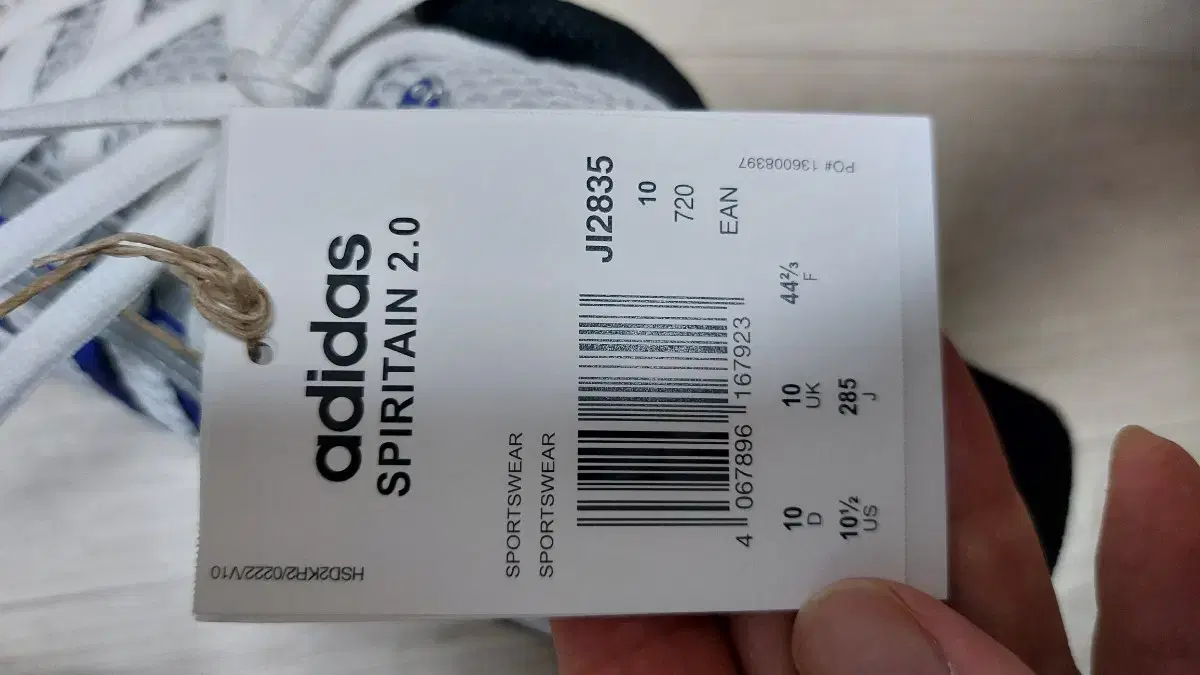 adidas
SPIRITAIN 2.0
SPORTSWEAR
SPORTSWEAR
JI2835
10
720
EAN
4 067896 167923
10
D
10
UK
44⅔
F
10½
US
285
J
HSD2KR2/0222/V10
PO# 136008397